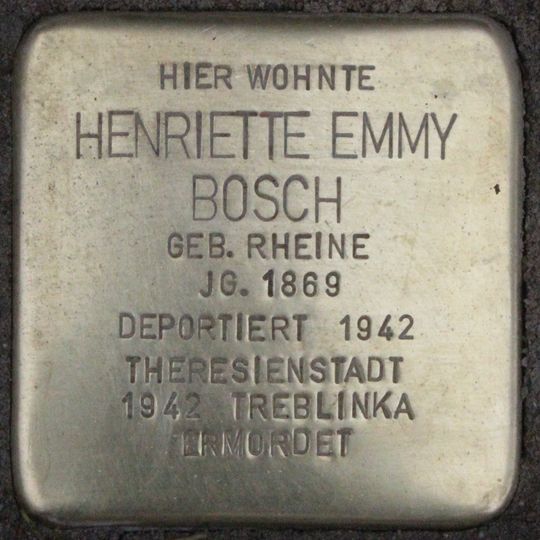 HIER WOHNTE
HENRIETTE EMMY
BOSCH
GEB. RHEINE
JG. 1869
DEPORTIERT 1942
THERESIENSTADT
1942 TREBLINKA
ERMORDET